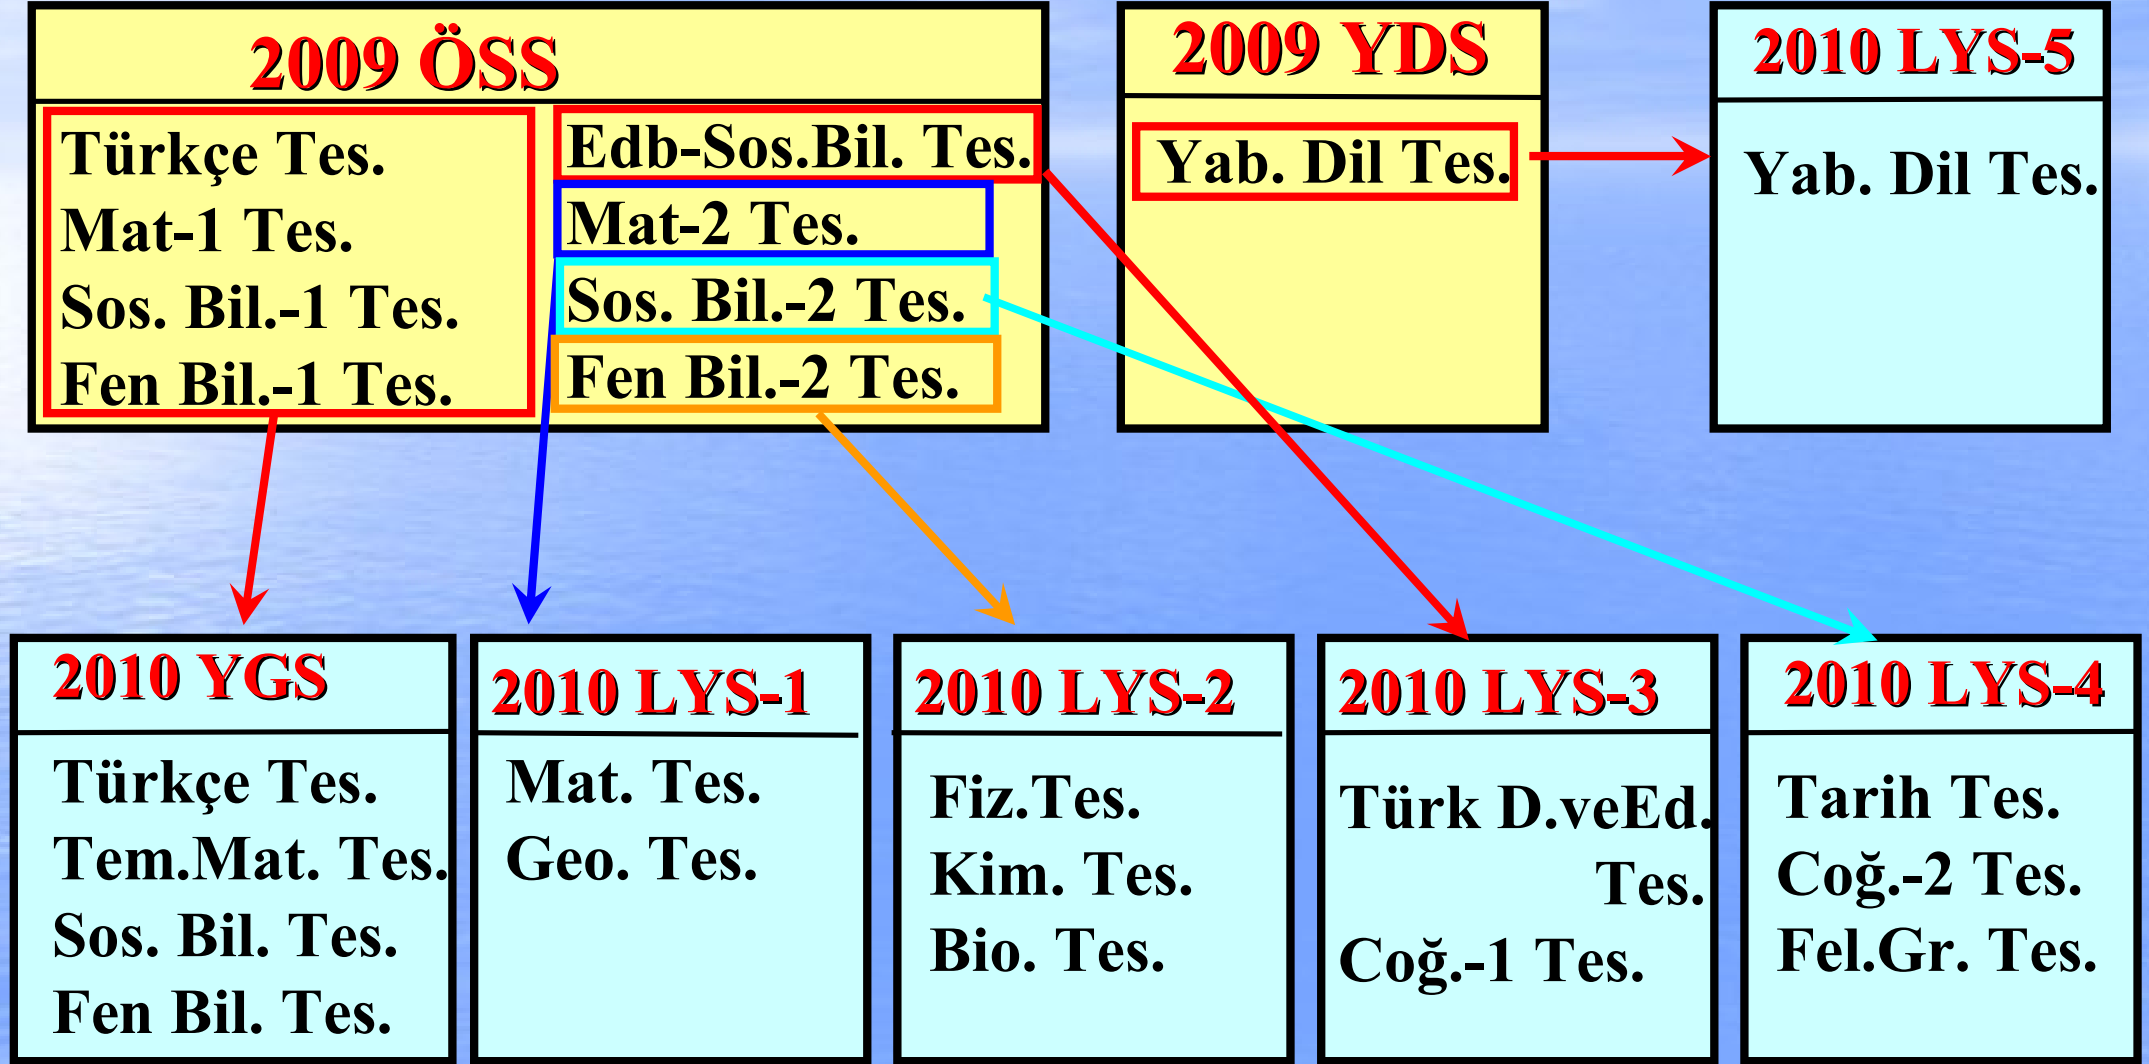 2009 ÖSS
Türkçe Tes.
Mat-1 Tes.
Sos. Bil.-1 Tes.
Fen Bil.-1 Tes.
Edb-Sos.Bil. Tes.
Mat-2 Tes.
Sos. Bil.-2 Tes.
Fen Bil.-2 Tes.
2009 YDS
Yab. Dil Tes.
2010 LYS-5
Yab. Dil Tes.
2010 YGS
Türkçe Tes.
Tem.Mat. Tes.
Sos. Bil. Tes.
Fen Bil. Tes.
2010 LYS-1
Mat. Tes.
Geo. Tes.
2010 LYS-2
Fiz.Tes.
Kim. Tes.
Bio. Tes.
2010 LYS-3
Türk D.veEd.
Tes.
Coğ.-1 Tes.
2010 LYS-4
Tarih Tes.
Coğ.-2 Tes.
Fel.Gr. Tes.